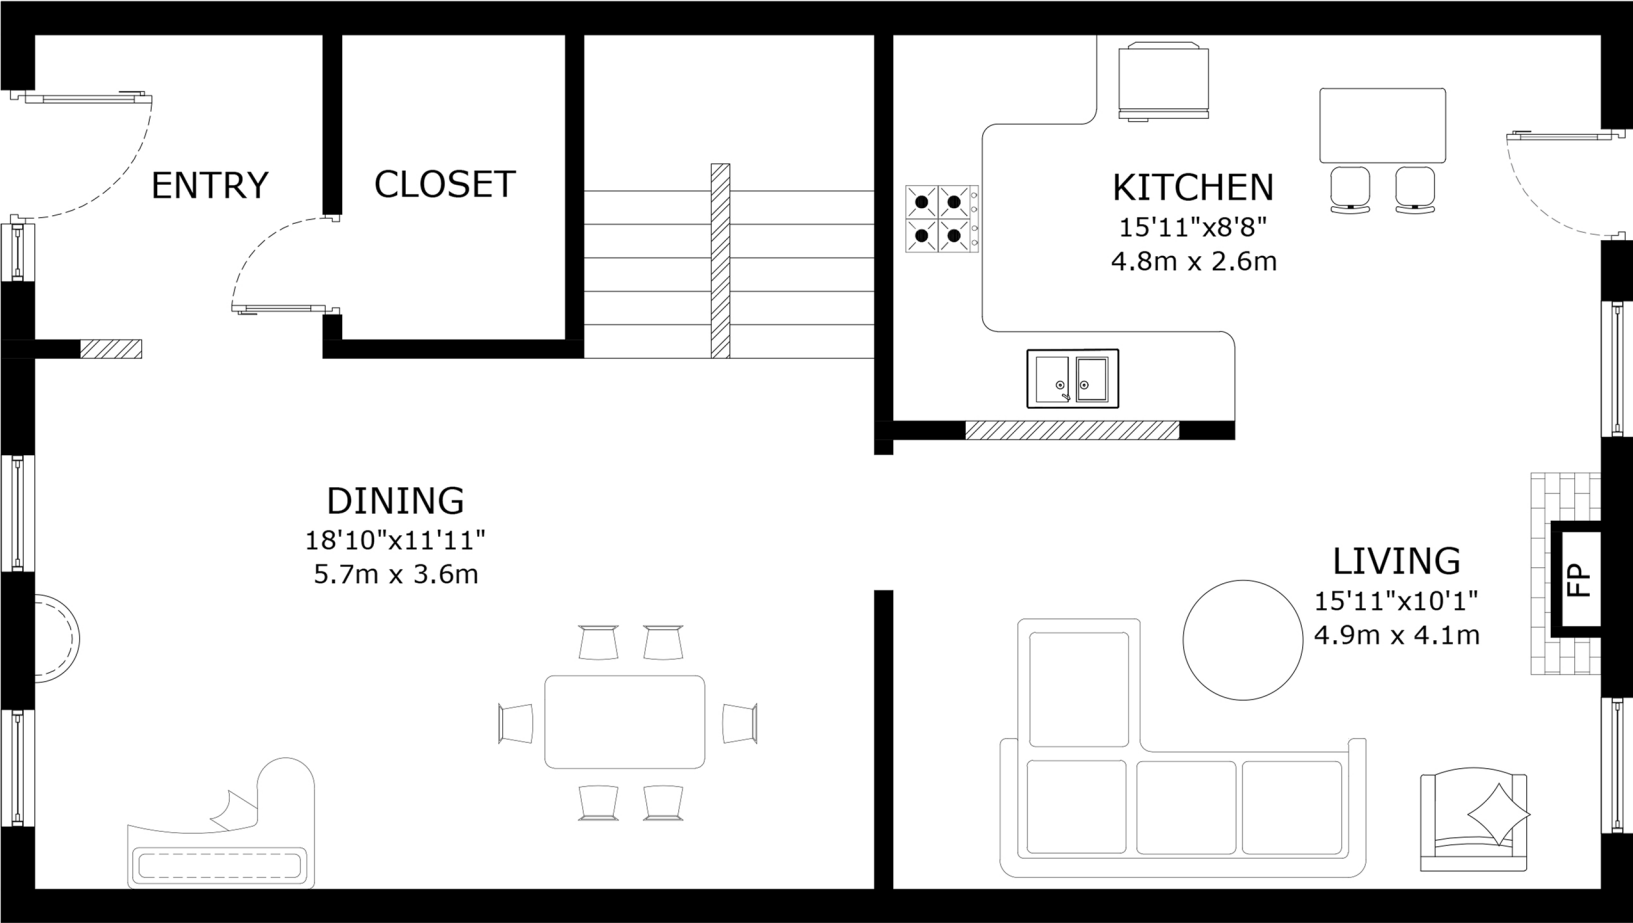 ENTRY
CLOSET
KITCHEN
15'11"x8'8"
4.8m x 2.6m
DINING
18'10"x11'11"
5.7m x 3.6m
LIVING
15'11"x10'1"
4.9m x 4.1m
FP